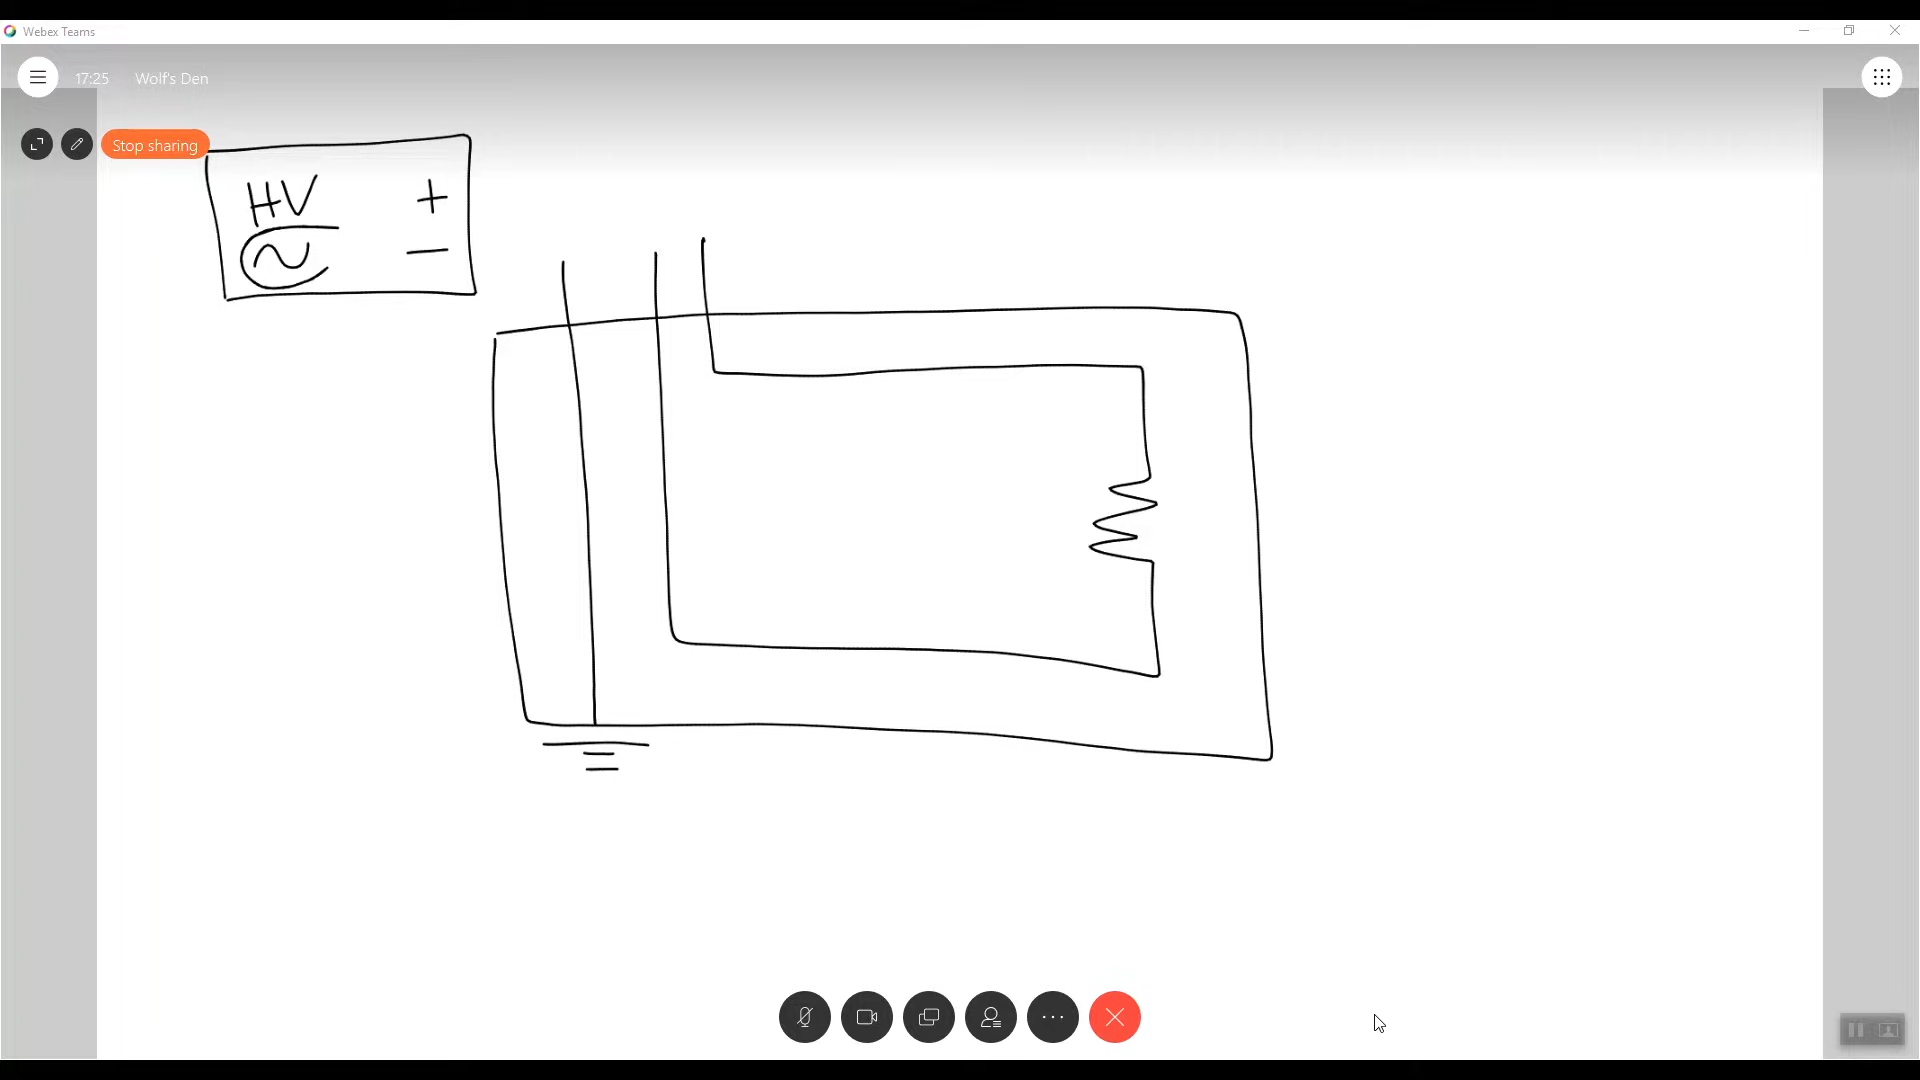 Webex Teams
17:25 Wolf's Den
Stop sharing
HV +
~ −